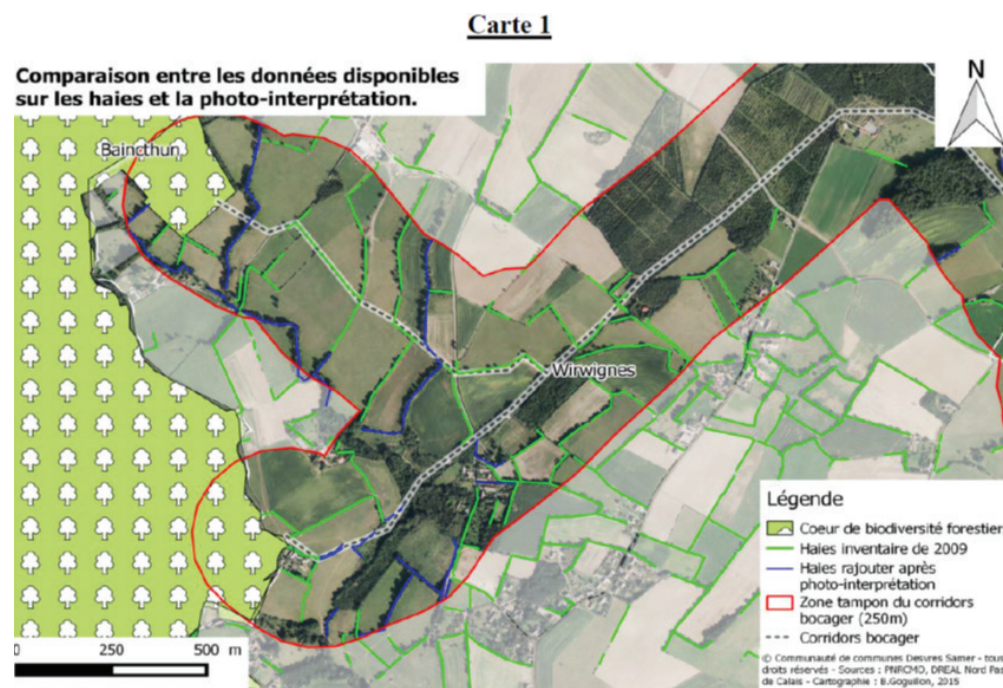 Carte 1
Comparaison entre les données disponibles
sur les haies et la photo-interprétation.
N
Baincthun
Wirwignes
Légende
Coeur de biodiversité forestier
Haies inventaire de 2009
Haies rajouter après
photo-interprétation
Zone tampon du corridors
bocager (250m)
Corridors bocager
0 250 500 m
© Communauté de communes Desvres Samer - tous
droits réservés - Sources : PNRCMO, DREAL Nord Pas
de Calais - Cartographie : B.Goguillon, 2015